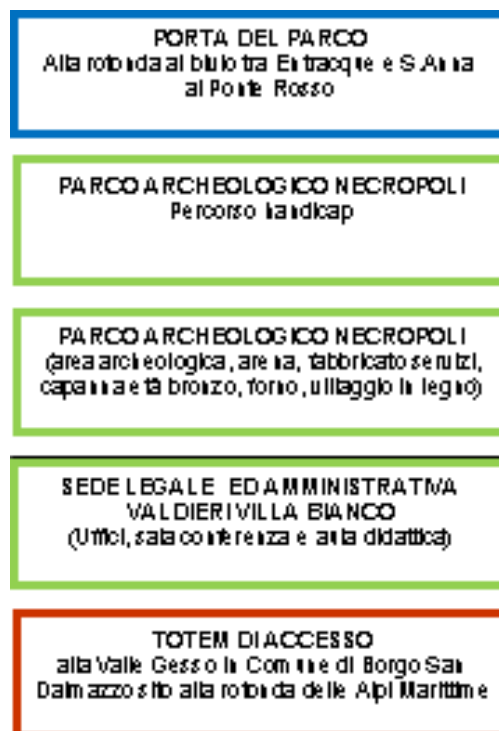 PORTA DEL PARCO
Alla rotonda al bivio tra Entracque e S.Anna
al Ponte Rosso
PARCO ARCHEOLOGICO NECROPOLI
Percorso handicap
PARCO ARCHEOLOGICO NECROPOLI
(area archeologica, arena, fabbricato servizi,
capanna età bronzo, forno, villaggio in legno)
SEDE LEGALE ED AMMINISTRATIVA
VALDIERI VILLA BIANCO
(Uffici, sala conferenza e aula didattica)
TOTEM DI ACCESSO
alla Valle Gesso in Comune di Borgo San
Dalmazzo sito alla rotonda delle Alpi Marittime